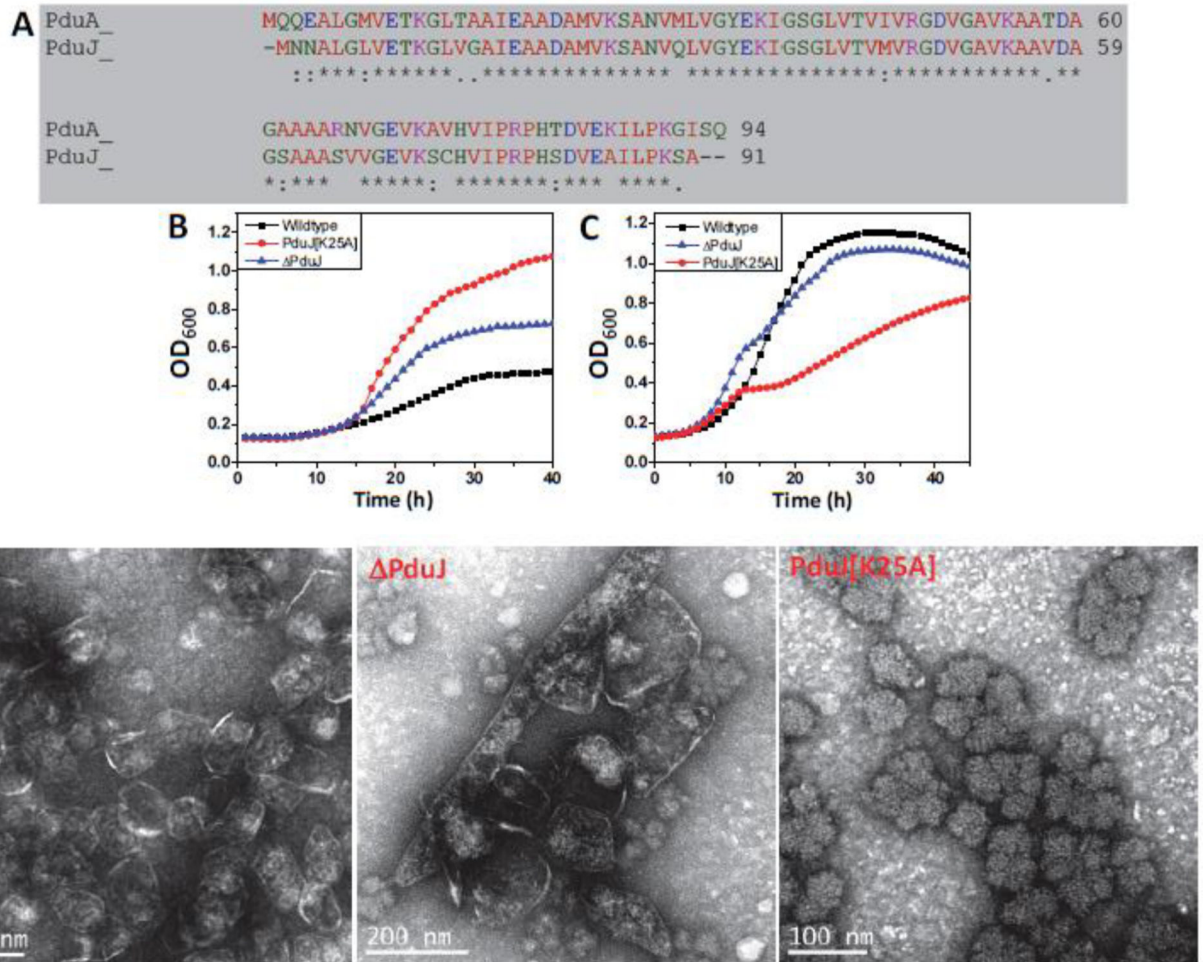 A
PduA_ MQQEALGMVETKGLTAAIEAADAMVKSANVMLVGYEKIGSGLVTVIVRGDVGAVKAATDA 60
PduJ_ -MNNALGLVETKGLVGAIEAADAMVKSANVQLVGYEKIGSGLVTVMVRGDVGAVKAAVDA 59
::***:******..************** **************:***********.**
PduA_ GAAAARNVGEVKAVHVIPRPHTDVEKILPKGISQ 94
PduJ_ GSAAASVVGEVKSCHVIPRPHSDVEAILPKSA-- 91
*:*** *****: *******:*** ****.
B
Wildtype
PduJ[K25A]
ΔPduJ
1.2
1.0
0.8
0.6
0.4
0.2
0.0
OD600
0 10 20 30 40
Time (h)
C
Wildtype
ΔPduJ
PduJ[K25A]
1.2
1.0
0.8
0.6
0.4
0.2
0.0
OD600
0 10 20 30 40
Time (h)
nm
ΔPduJ
200 nm
PduJ[K25A]
100 nm